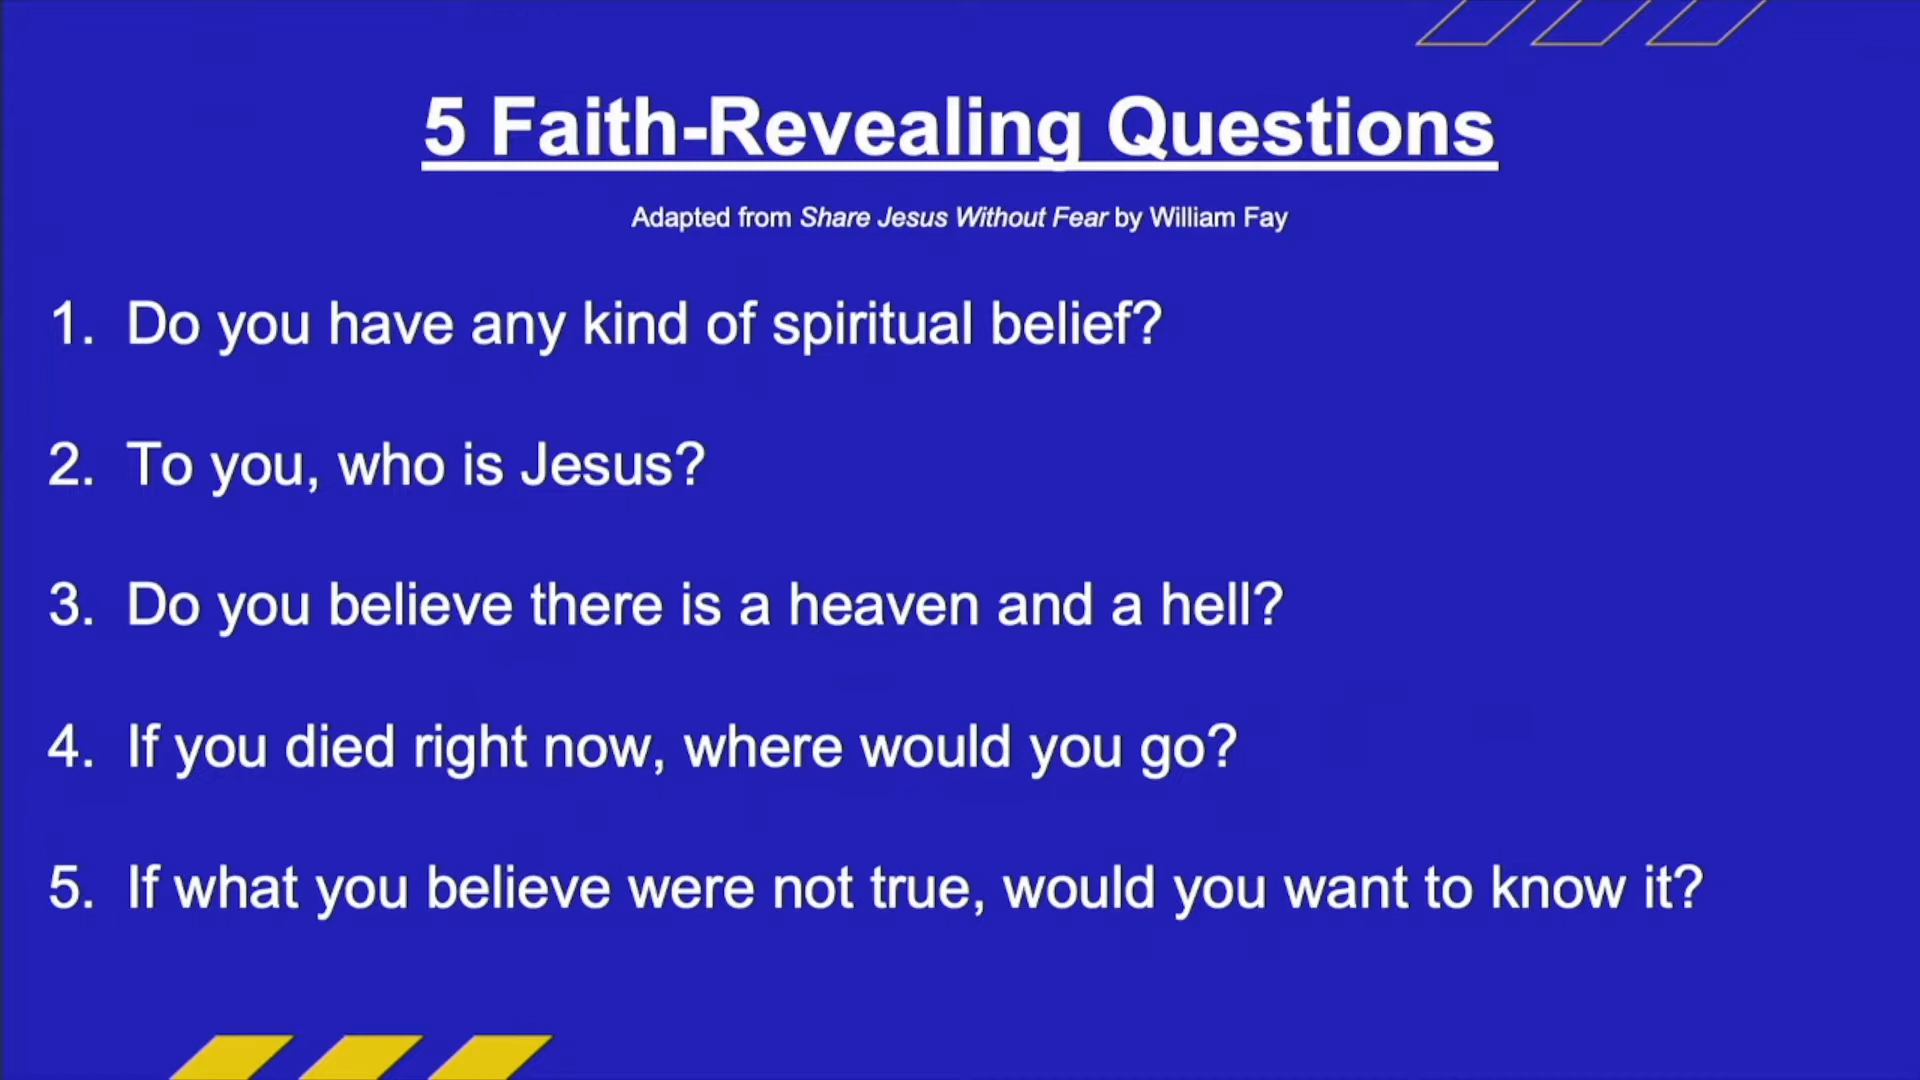 5 Faith-Revealing Questions
Adapted from Share Jesus Without Fear by William Fay
1. Do you have any kind of spiritual belief?
2. To you, who is Jesus?
3. Do you believe there is a heaven and a hell?
4. If you died right now, where would you go?
5. If what you believe were not true, would you want to know it?